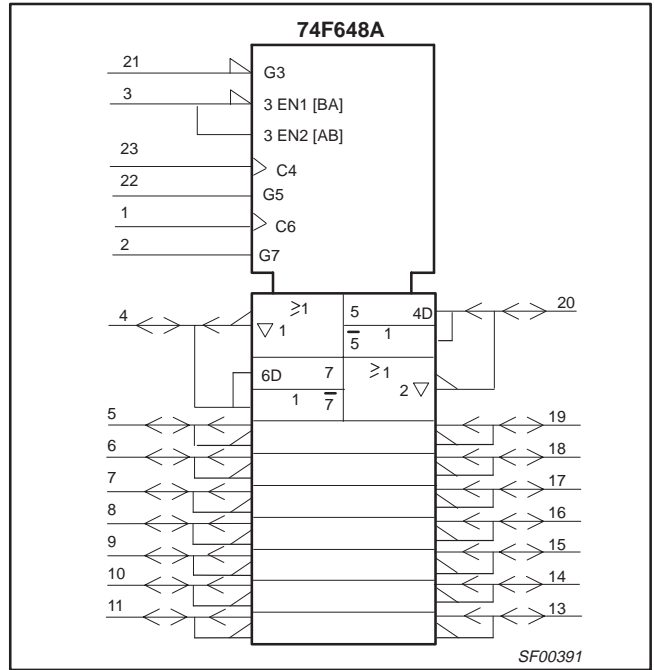 74F648A
21 G3
3 3 EN1 [BA]
3 EN2 [AB]
23 C4
22 G5
1 C6
2 G7
4 ≥1 5 4D 20
▽ 1 5̅ 1
6D 7 ≥1
1 7̅ 2 ▽
5 19
6 18
7 17
8 16
9 15
10 14
11 13
SF00391